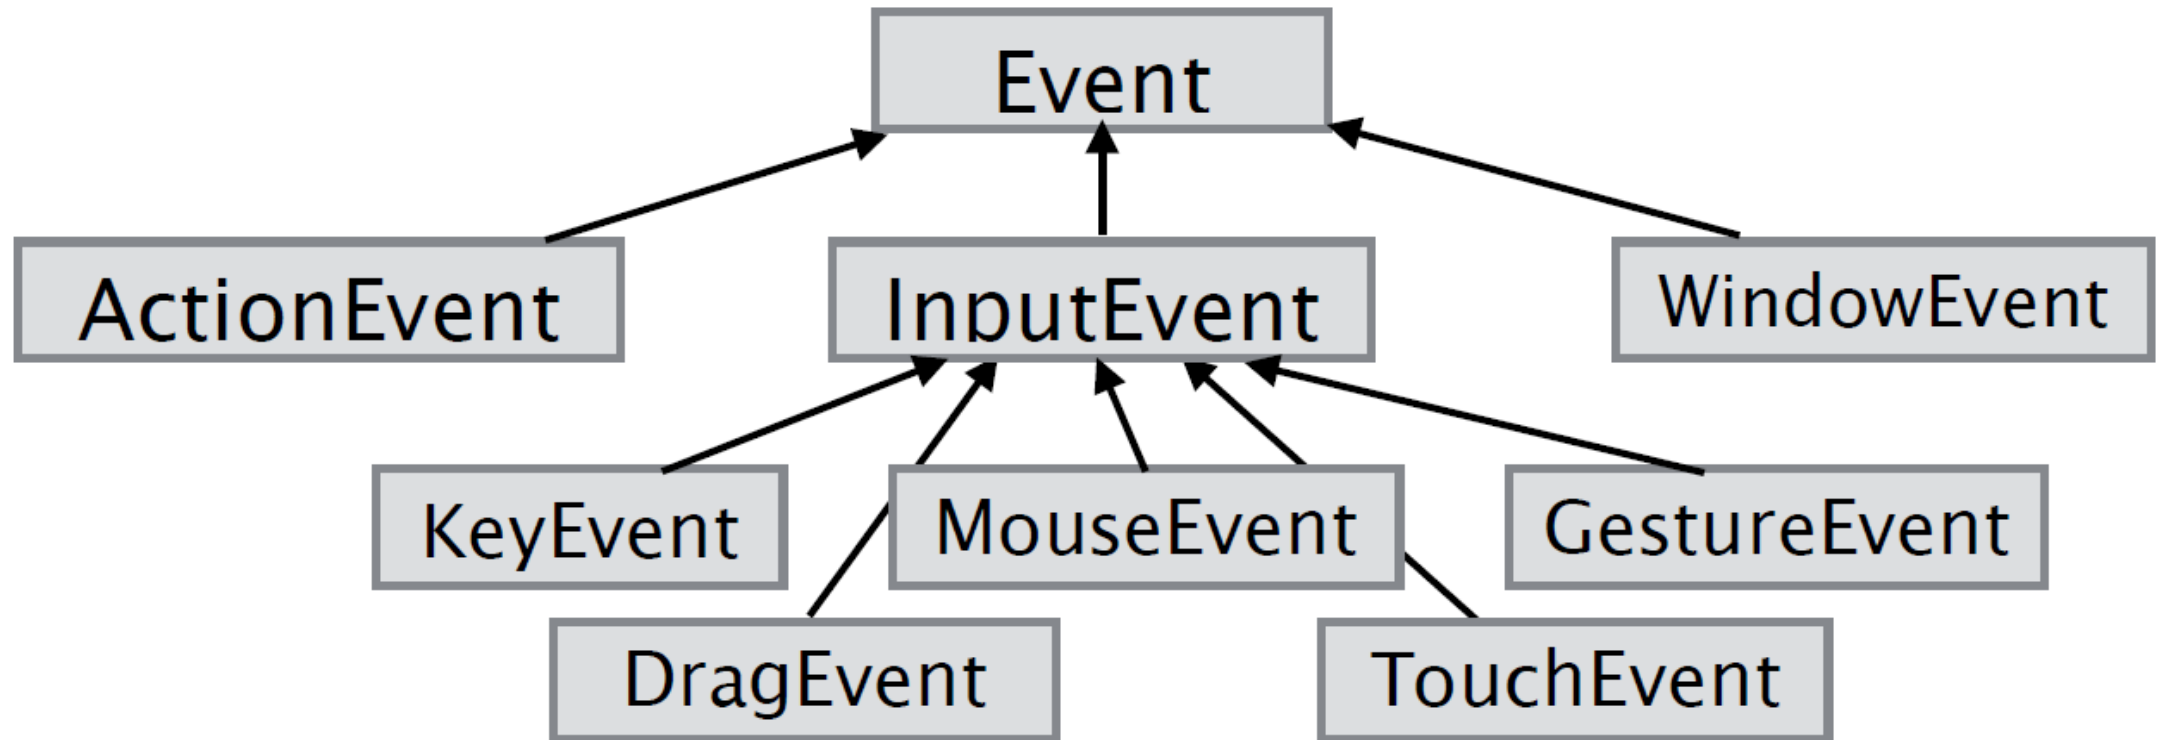 Event
ActionEvent
InputEvent
WindowEvent
KeyEvent
MouseEvent
GestureEvent
DragEvent
TouchEvent